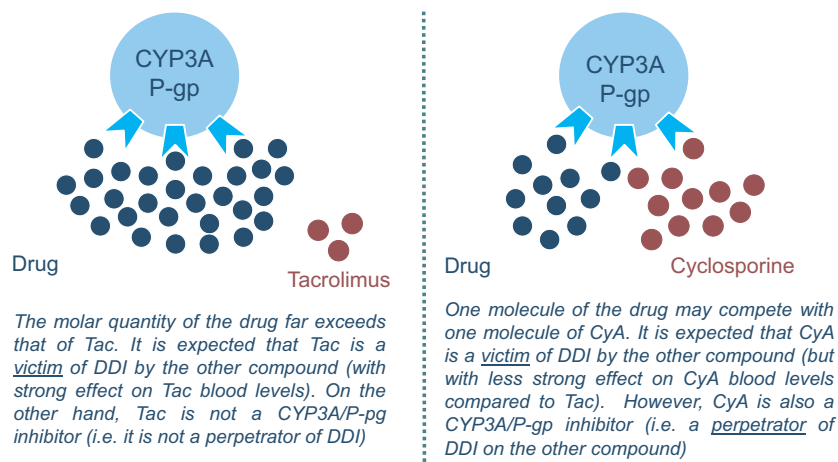 CYP3A
P-gp
Drug
Tacrolimus
The molar quantity of the drug far exceeds
that of Tac. It is expected that Tac is a
victim of DDI by the other compound (with
strong effect on Tac blood levels). On the
other hand, Tac is not a CYP3A/P-pg
inhibitor (i.e. it is not a perpetrator of DDI)
CYP3A
P-gp
Drug
Cyclosporine
One molecule of the drug may compete with
one molecule of CyA. It is expected that CyA
is a victim of DDI by the other compound (but
with less strong effect on CyA blood levels
compared to Tac). However, CyA is also a
CYP3A/P-gp inhibitor (i.e. a perpetrator of
DDI on the other compound)